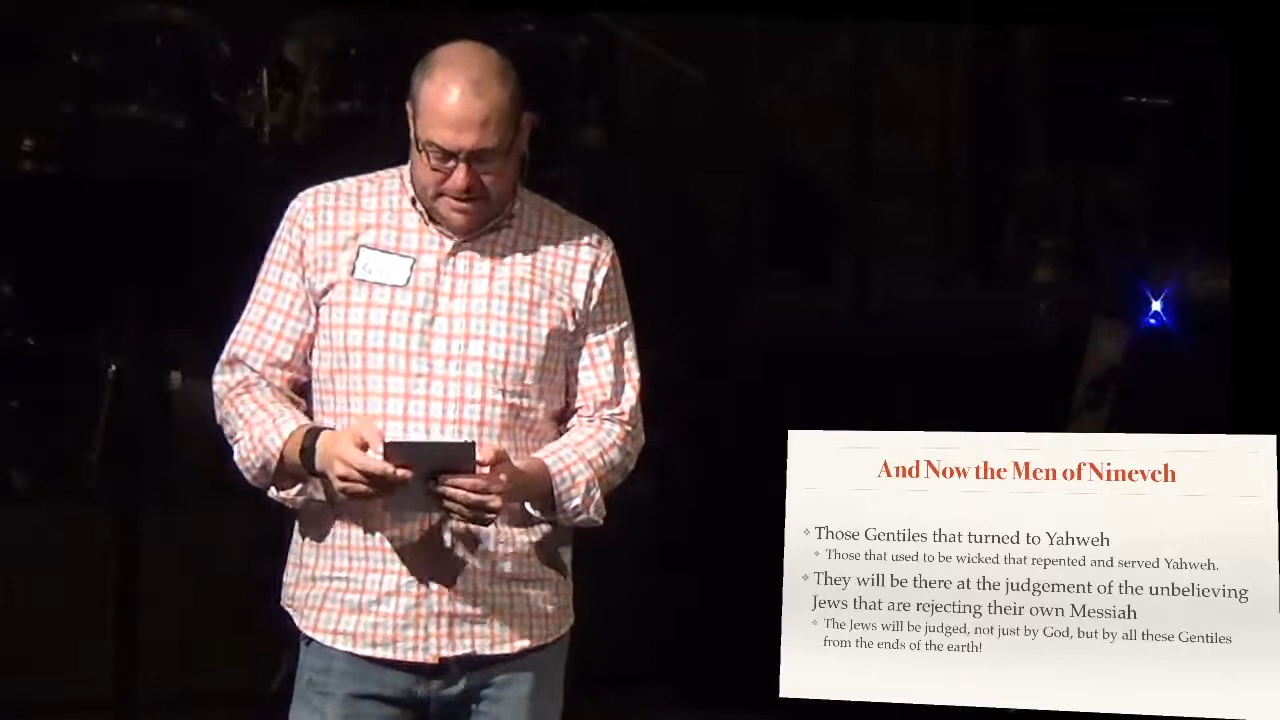 And Now the Men of Nineveh
Those Gentiles that turned to Yahweh
Those that used to be wicked that repented and served Yahweh.
They will be there at the judgement of the unbelieving
Jews that are rejecting their own Messiah
The Jews will be judged, not just by God, but by all these Gentiles
from the ends of the earth!